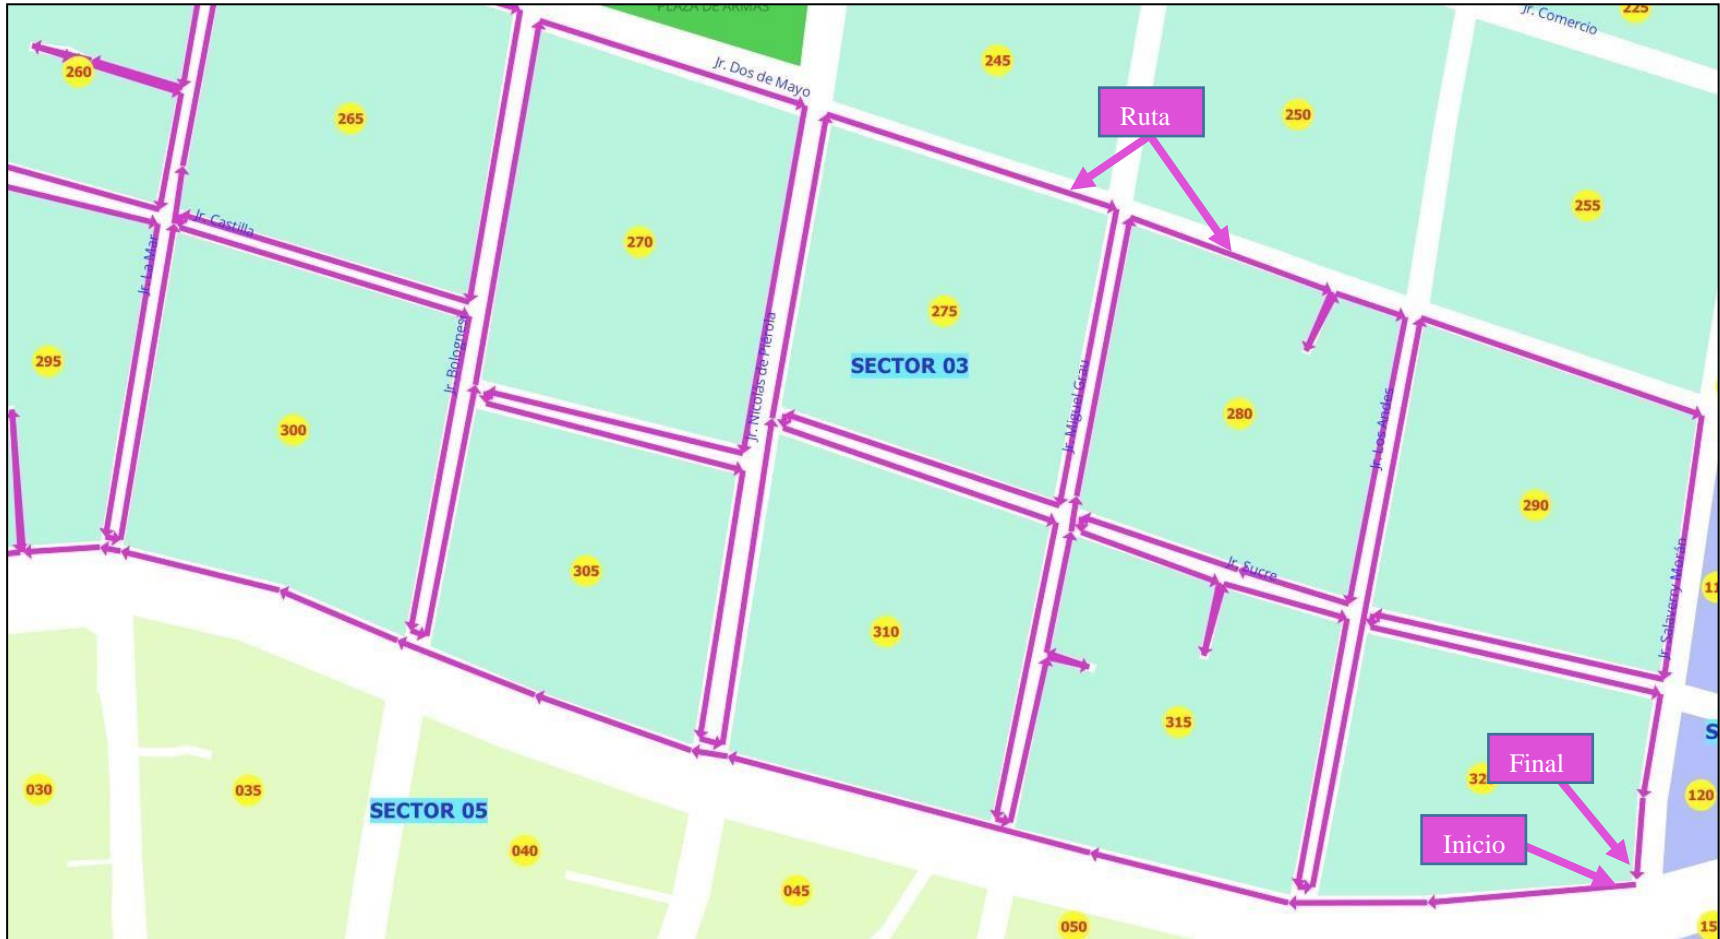 PLAZA DE ARMAS
225
Jr. Comercio
245
Jr. Dos de Mayo
260
Ruta
250
265
255
Jr. Castilla
270
Jr. La Mar
275
Jr. Bolognesi
Jr. Nicolás de Piérola
295
SECTOR 03
Jr. Miguel Grau
280
Jr. Los Andes
300
290
305
Jr. Sucre
Jr. Salaverry Morán
11
310
315
S
Final
32
030
035
120
SECTOR 05
Inicio
040
045
050
15